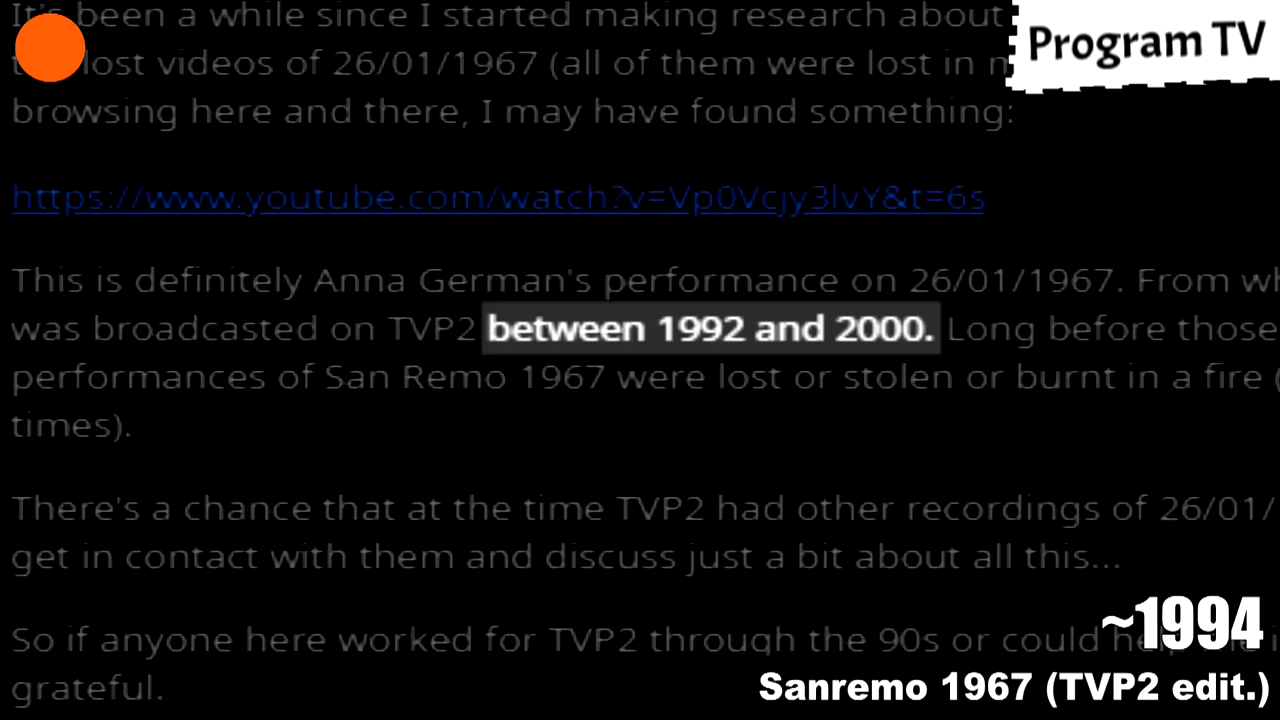 It's been a while since I started making research about
lost videos of 26/01/1967 (all of them were lost in
browsing here and there, I may have found something:
Program TV
https://www.youtube.com/watch?v=Vp0Vcjy3lvY&t=6s
This is definitely Anna German's performance on 26/01/1967. From
was broadcasted on TVP2 between 1992 and 2000. Long before those
performances of San Remo 1967 were lost or stolen or burnt in a fire (
times).
There's a chance that at the time TVP2 had other recordings of 26/01/
get in contact with them and discuss just a bit about all this...
So if anyone here worked for TVP2 through the 90s or could
grateful.
~1994
Sanremo 1967 (TVP2 edit.)